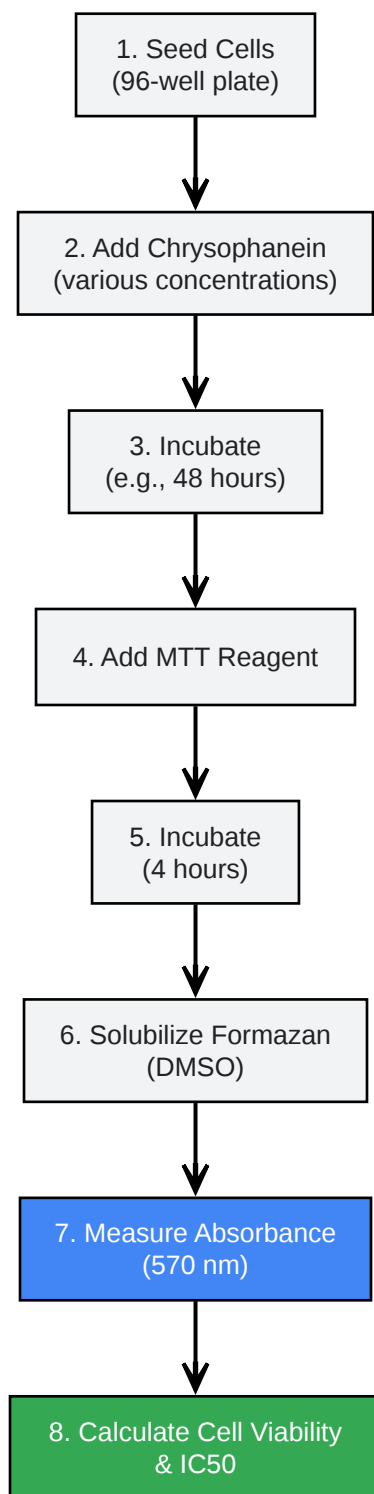 1. Seed Cells
(96-well plate)
2. Add Chrysophanein
(various concentrations)
3. Incubate
(e.g., 48 hours)
4. Add MTT Reagent
5. Incubate
(4 hours)
6. Solubilize Formazan
(DMSO)
7. Measure Absorbance
(570 nm)
8. Calculate Cell Viability
& IC50